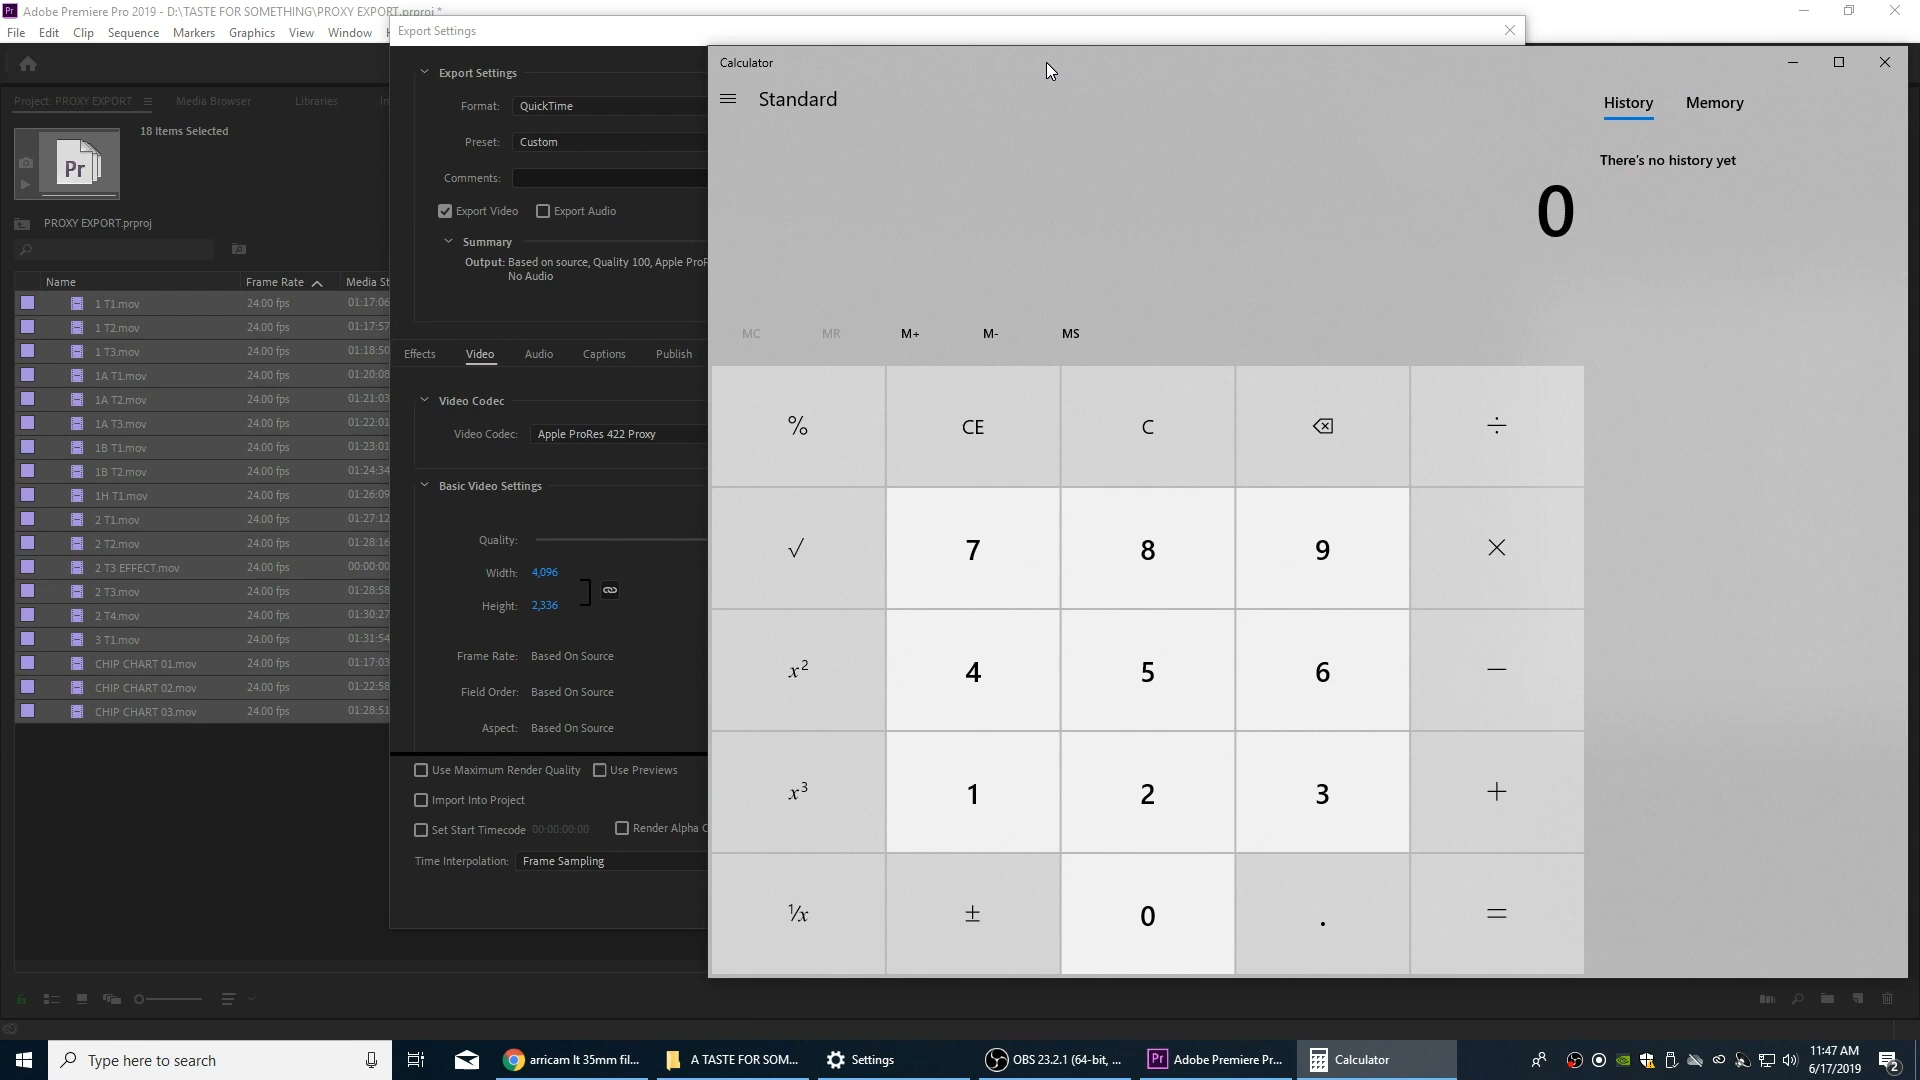 Adobe Premiere Pro 2019 - D:\TASTE FOR SOMETHING\PROXY EXPORT.prproj *
File Edit Clip Sequence Markers Graphics View Window
Export Settings
Calculator
Standard
History Memory
There's no history yet
0
MC MR M+ M- MS
% CE C ÷
√ 7 8 9 ×
x² 4 5 6 −
x³ 1 2 3 +
¹/x ± 0 . =
Project: PROXY EXPORT Media Browser Libraries
18 Items Selected
Pr
PROXY EXPORT.prproj
Name Frame Rate Media St
1 T1.mov 24.00 fps 01:17:06
1 T2.mov 24.00 fps 01:17:57
1 T3.mov 24.00 fps 01:18:50
1A T1.mov 24.00 fps 01:20:08
1A T2.mov 24.00 fps 01:21:03
1A T3.mov 24.00 fps 01:22:01
1B T1.mov 24.00 fps 01:23:01
1B T2.mov 24.00 fps 01:24:34
1H T1.mov 24.00 fps 01:26:09
2 T1.mov 24.00 fps 01:27:12
2 T2.mov 24.00 fps 01:28:16
2 T3 EFFECT.mov 24.00 fps 00:00:00
2 T3.mov 24.00 fps 01:28:58
2 T4.mov 24.00 fps 01:30:27
3 T1.mov 24.00 fps 01:31:54
CHIP CHART 01.mov 24.00 fps 01:17:03
CHIP CHART 02.mov 24.00 fps 01:22:58
CHIP CHART 03.mov 24.00 fps 01:28:51
Export Settings
Format: QuickTime
Preset: Custom
Comments:
Export Video Export Audio
Summary
Output: Based on source, Quality 100, Apple ProR
No Audio
Effects Video Audio Captions Publish
Video Codec
Video Codec: Apple ProRes 422 Proxy
Basic Video Settings
Quality:
Width: 4,096
Height: 2,336
Frame Rate: Based On Source
Field Order: Based On Source
Aspect: Based On Source
Use Maximum Render Quality Use Previews
Import Into Project
Set Start Timecode 00:00:00:00 Render Alpha C
Time Interpolation: Frame Sampling
Type here to search
arricam lt 35mm fil...
A TASTE FOR SOM...
Settings
OBS 23.2.1 (64-bit, ...
Pr Adobe Premiere Pr...
Calculator
11:47 AM
6/17/2019
2